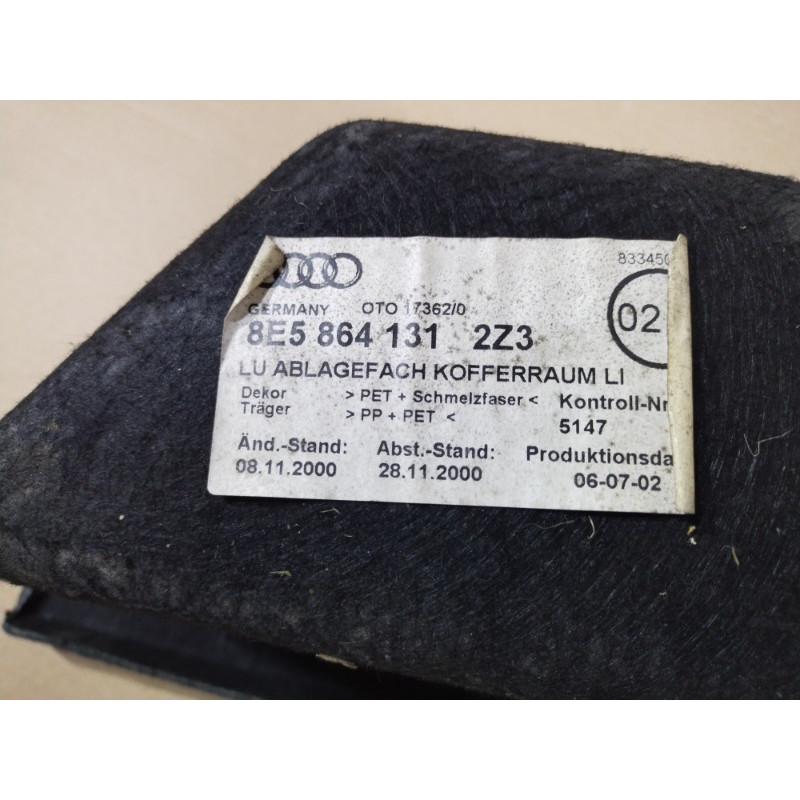 GERMANY OTO 17362/0
02
8E5 864 131 2Z3
LU ABLAGEFACH KOFFERRAUM LI
Dekor > PET + Schmelzfaser < Kontroll-Nr
Träger > PP + PET < 5147
Änd.-Stand: Abst.-Stand: Produktionsda
08.11.2000 28.11.2000 06-07-02